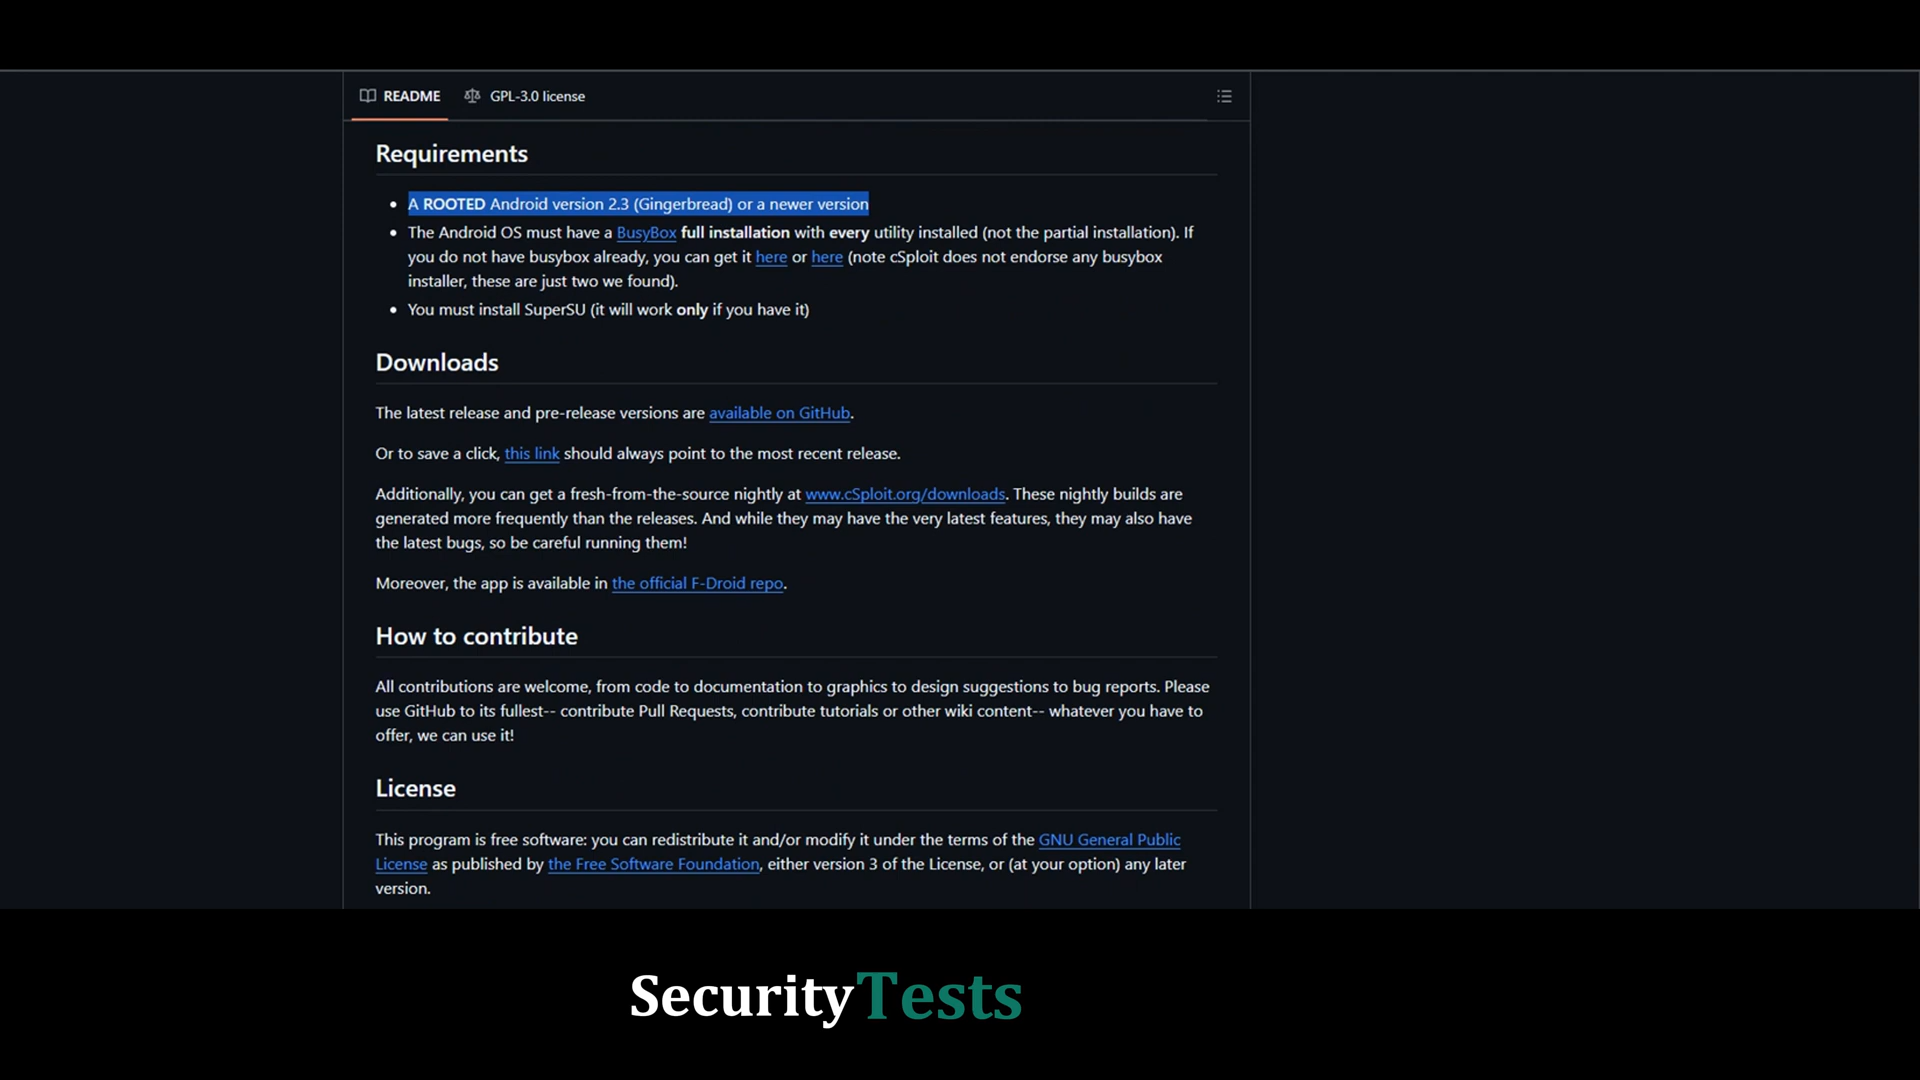 README GPL-3.0 license
Requirements
A ROOTED Android version 2.3 (Gingerbread) or a newer version
The Android OS must have a BusyBox full installation with every utility installed (not the partial installation). If
you do not have busybox already, you can get it here or here (note cSploit does not endorse any busybox
installer, these are just two we found).
You must install SuperSU (it will work only if you have it)
Downloads
The latest release and pre-release versions are available on GitHub.
Or to save a click, this link should always point to the most recent release.
Additionally, you can get a fresh-from-the-source nightly at www.cSploit.org/downloads. These nightly builds are
generated more frequently than the releases. And while they may have the very latest features, they may also have
the latest bugs, so be careful running them!
Moreover, the app is available in the official F-Droid repo.
How to contribute
All contributions are welcome, from code to documentation to graphics to design suggestions to bug reports. Please
use GitHub to its fullest-- contribute Pull Requests, contribute tutorials or other wiki content-- whatever you have to
offer, we can use it!
License
This program is free software: you can redistribute it and/or modify it under the terms of the GNU General Public
License as published by the Free Software Foundation, either version 3 of the License, or (at your option) any later
version.
SecurityTests